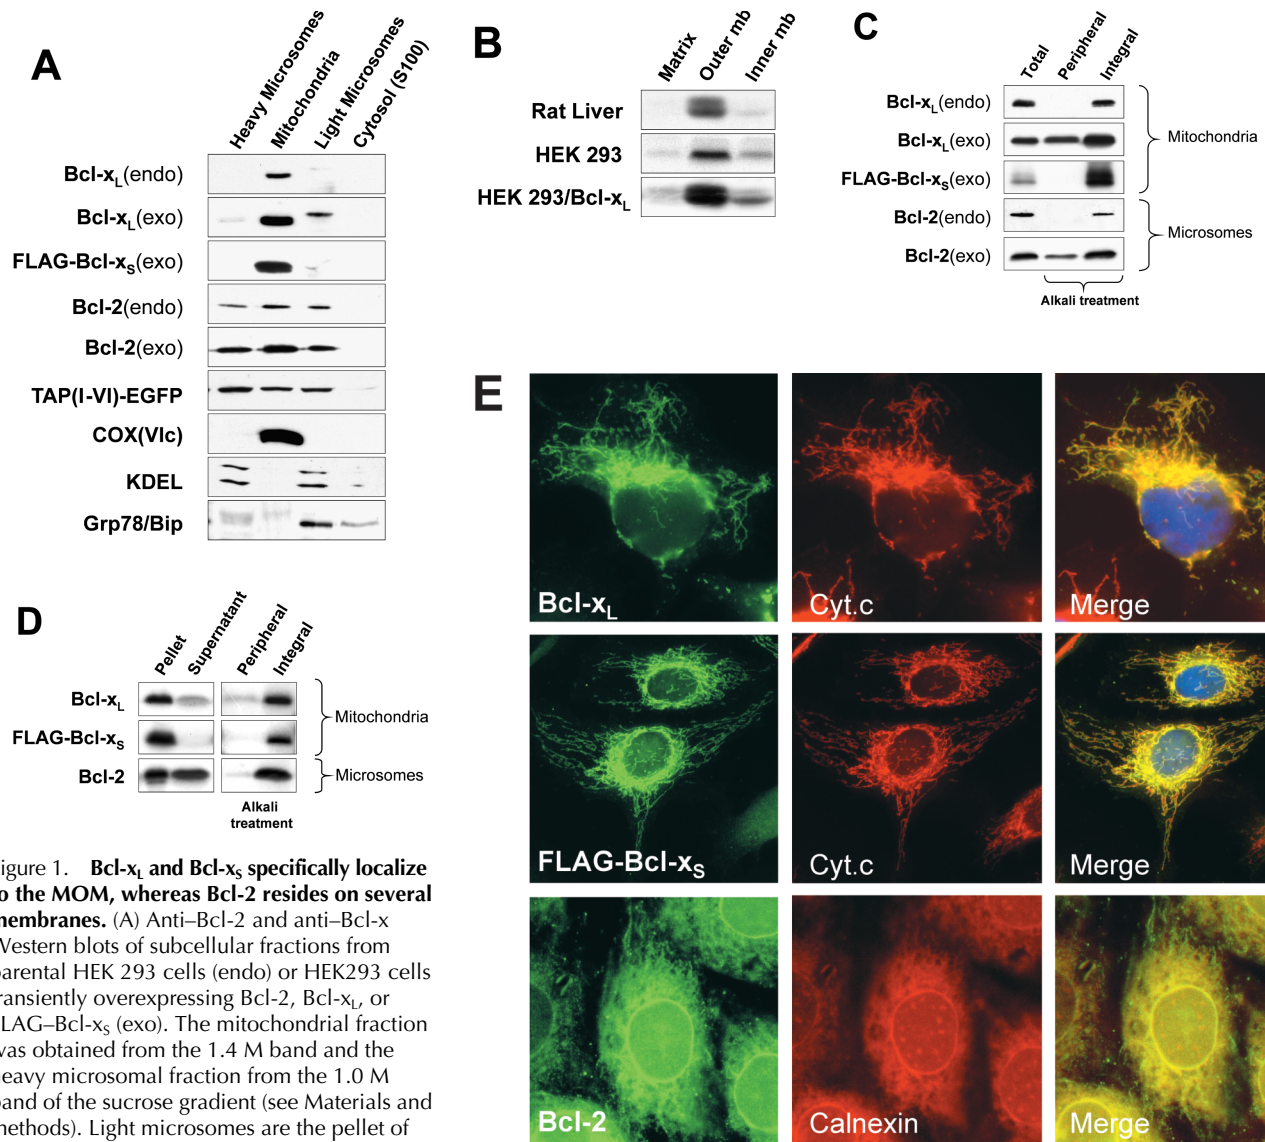 A
Heavy Microsomes
Mitochondria
Light Microsomes
Cytosol (S100)
Bcl-xL(endo)
Bcl-xL(exo)
FLAG-Bcl-xS(exo)
Bcl-2(endo)
Bcl-2(exo)
TAP(I-VI)-EGFP
COX(VIc)
KDEL
Grp78/Bip
B
Matrix
Outer mb
Inner mb
Rat Liver
HEK 293
HEK 293/Bcl-xL
C
Total
Peripheral
Integral
Bcl-xL(endo)
Bcl-xL(exo)
FLAG-Bcl-xS(exo)
Bcl-2(endo)
Bcl-2(exo)
Mitochondria
Microsomes
Alkali treatment
D
Pellet
Supernatant
Peripheral
Integral
Bcl-xL
FLAG-Bcl-xS
Bcl-2
Mitochondria
Microsomes
Alkali
treatment
E
Bcl-xL
Cyt.c
Merge
FLAG-Bcl-xS
Cyt.c
Merge
Bcl-2
Calnexin
Merge
igure 1. Bcl-xL and Bcl-xS specifically localize
o the MOM, whereas Bcl-2 resides on several
nembranes. (A) Anti–Bcl-2 and anti–Bcl-x
Western blots of subcellular fractions from
parental HEK 293 cells (endo) or HEK293 cells
ransiently overexpressing Bcl-2, Bcl-xL, or
LAG–Bcl-xS (exo). The mitochondrial fraction
vas obtained from the 1.4 M band and the
eavy microsomal fraction from the 1.0 M
and of the sucrose gradient (see Materials and
nethods). Light microsomes are the pellet of